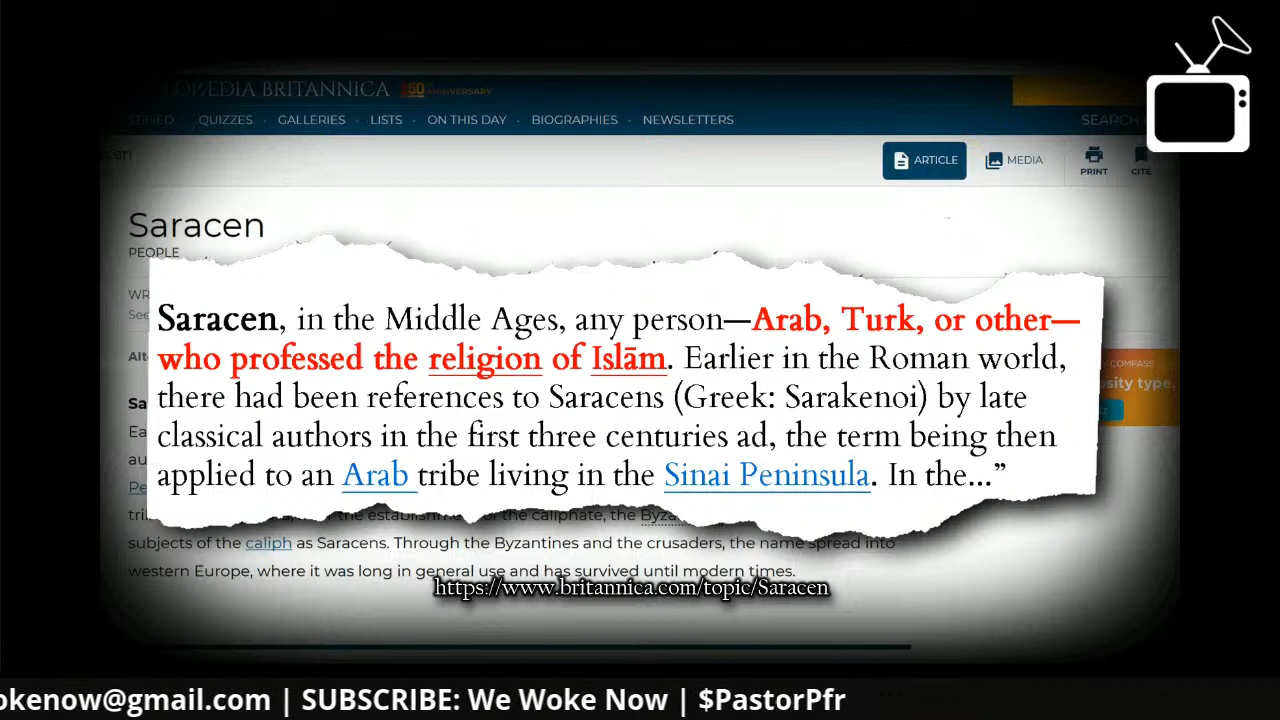 ENCYCLOPÆDIA BRITANNICA
ANNIVERSARY
QUIZZES · GALLERIES · LISTS · ON THIS DAY · BIOGRAPHIES · NEWSLETTERS
SEARCH
ARTICLE
MEDIA
PRINT
CITE
Saracen
PEOPLE
Saracen, in the Middle Ages, any person—Arab, Turk, or other—
who professed the religion of Islām. Earlier in the Roman world,
there had been references to Saracens (Greek: Sarakenoi) by late
classical authors in the first three centuries ad, the term being then
applied to an Arab tribe living in the Sinai Peninsula. In the...”
the caliphate, the
subjects of the caliph as Saracens. Through the Byzantines and the crusaders, the name spread into
western Europe, where it was long in general use and has survived until modern times.
https://www.britannica.com/topic/Saracen
okenow@gmail.com | SUBSCRIBE: We Woke Now | $PastorPfr